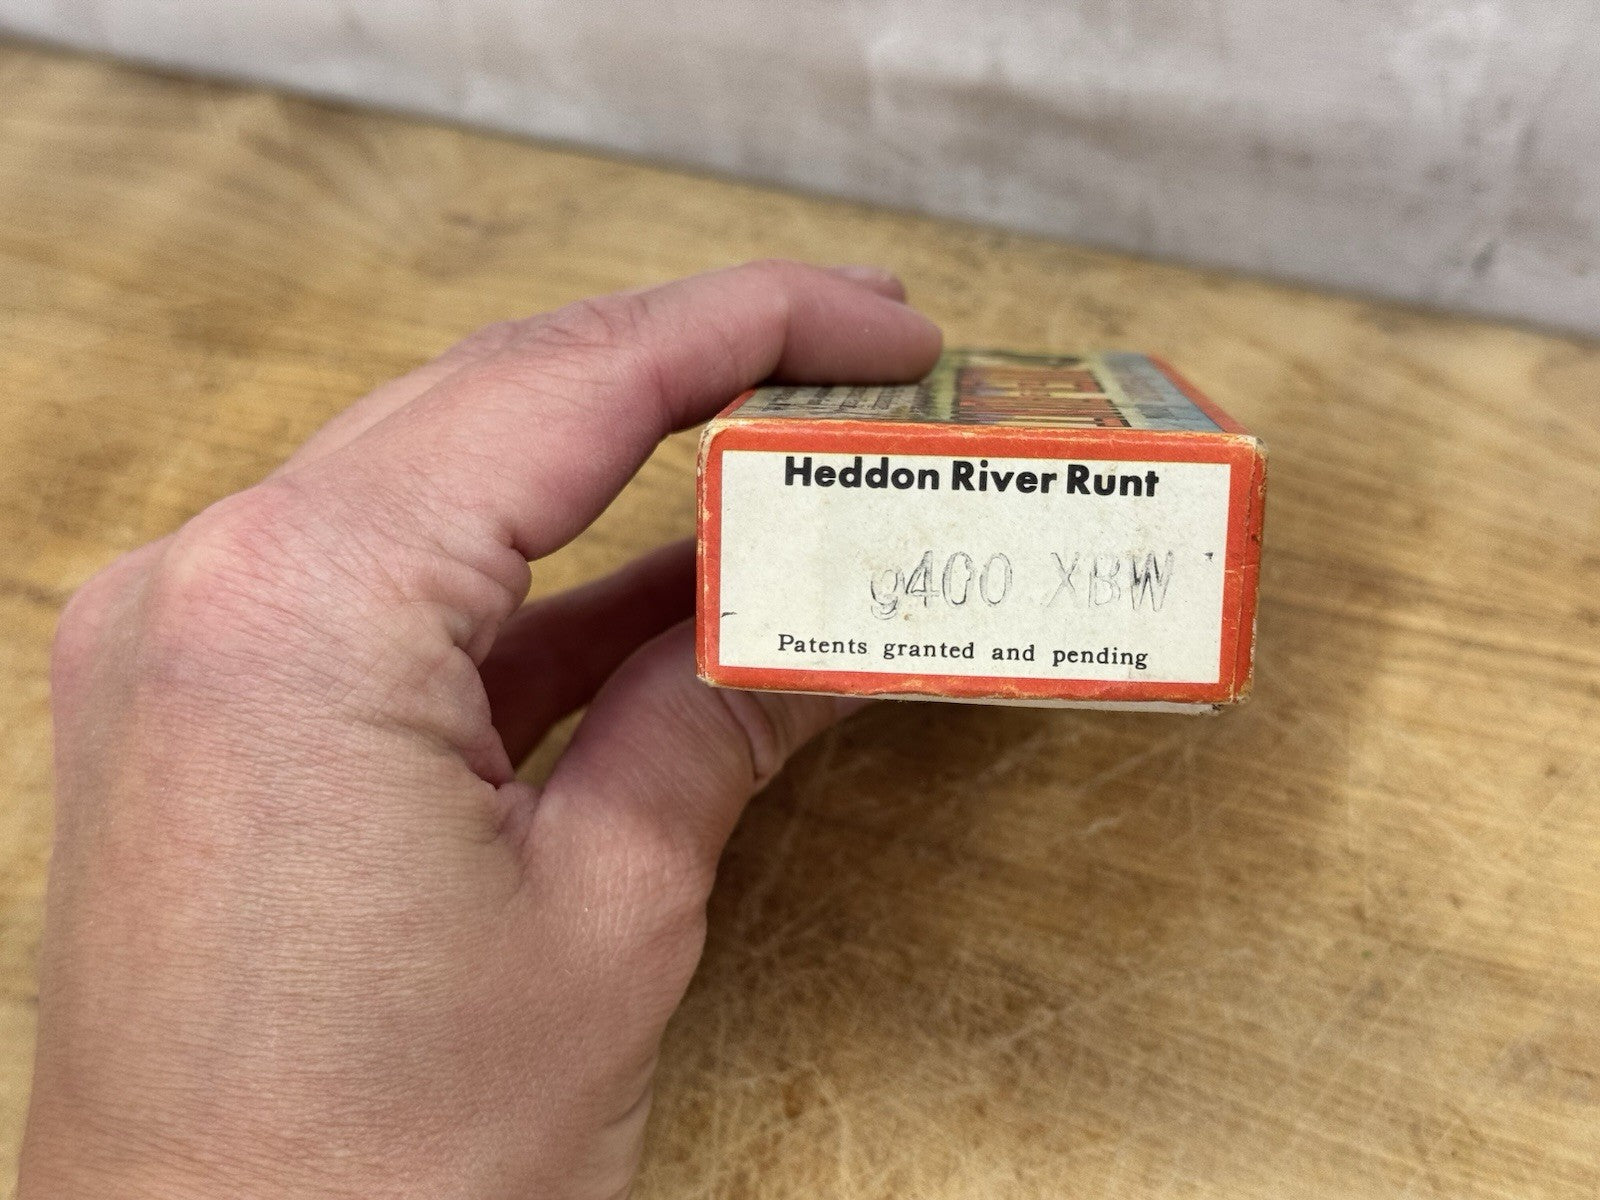 Heddon River Runt
9400 XBW
Patents granted and pending